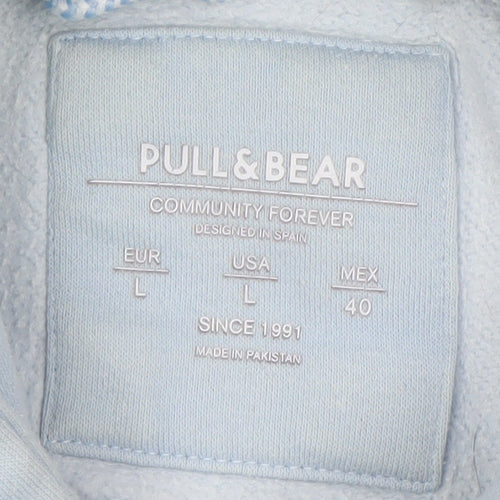 PULL&BEAR
COMMUNITY FOREVER
DESIGNED IN SPAIN
EUR USA MEX
L L 40
SINCE 1991
MADE IN PAKISTAN